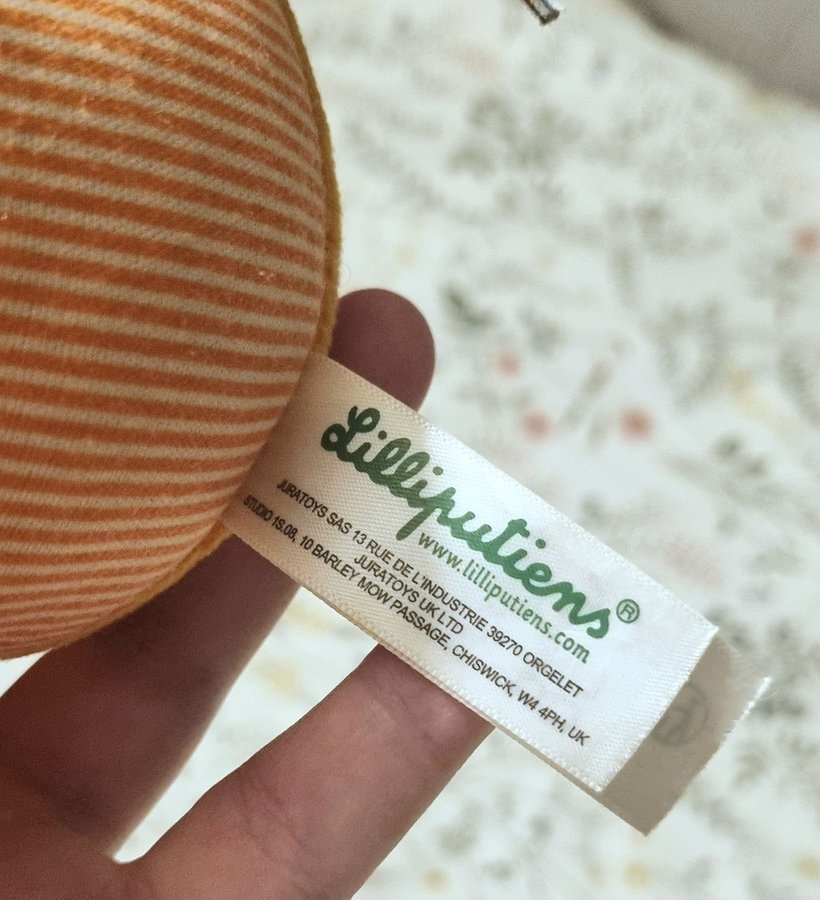 Lilliputiens®
www.lilliputiens.com
JURATOYS SAS 13 RUE DE L'INDUSTRIE 39270 ORGELET
JURATOYS UK LTD
STUDIO 1S.08, 10 BARLEY MOW PASSAGE, CHISWICK, W4 4PH, UK